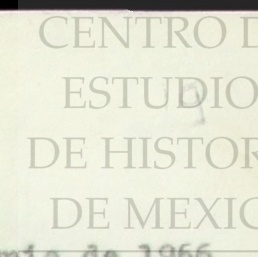 CENTRO D
ESTUDIO
DE HISTOR
DE MEXIC
de 1966